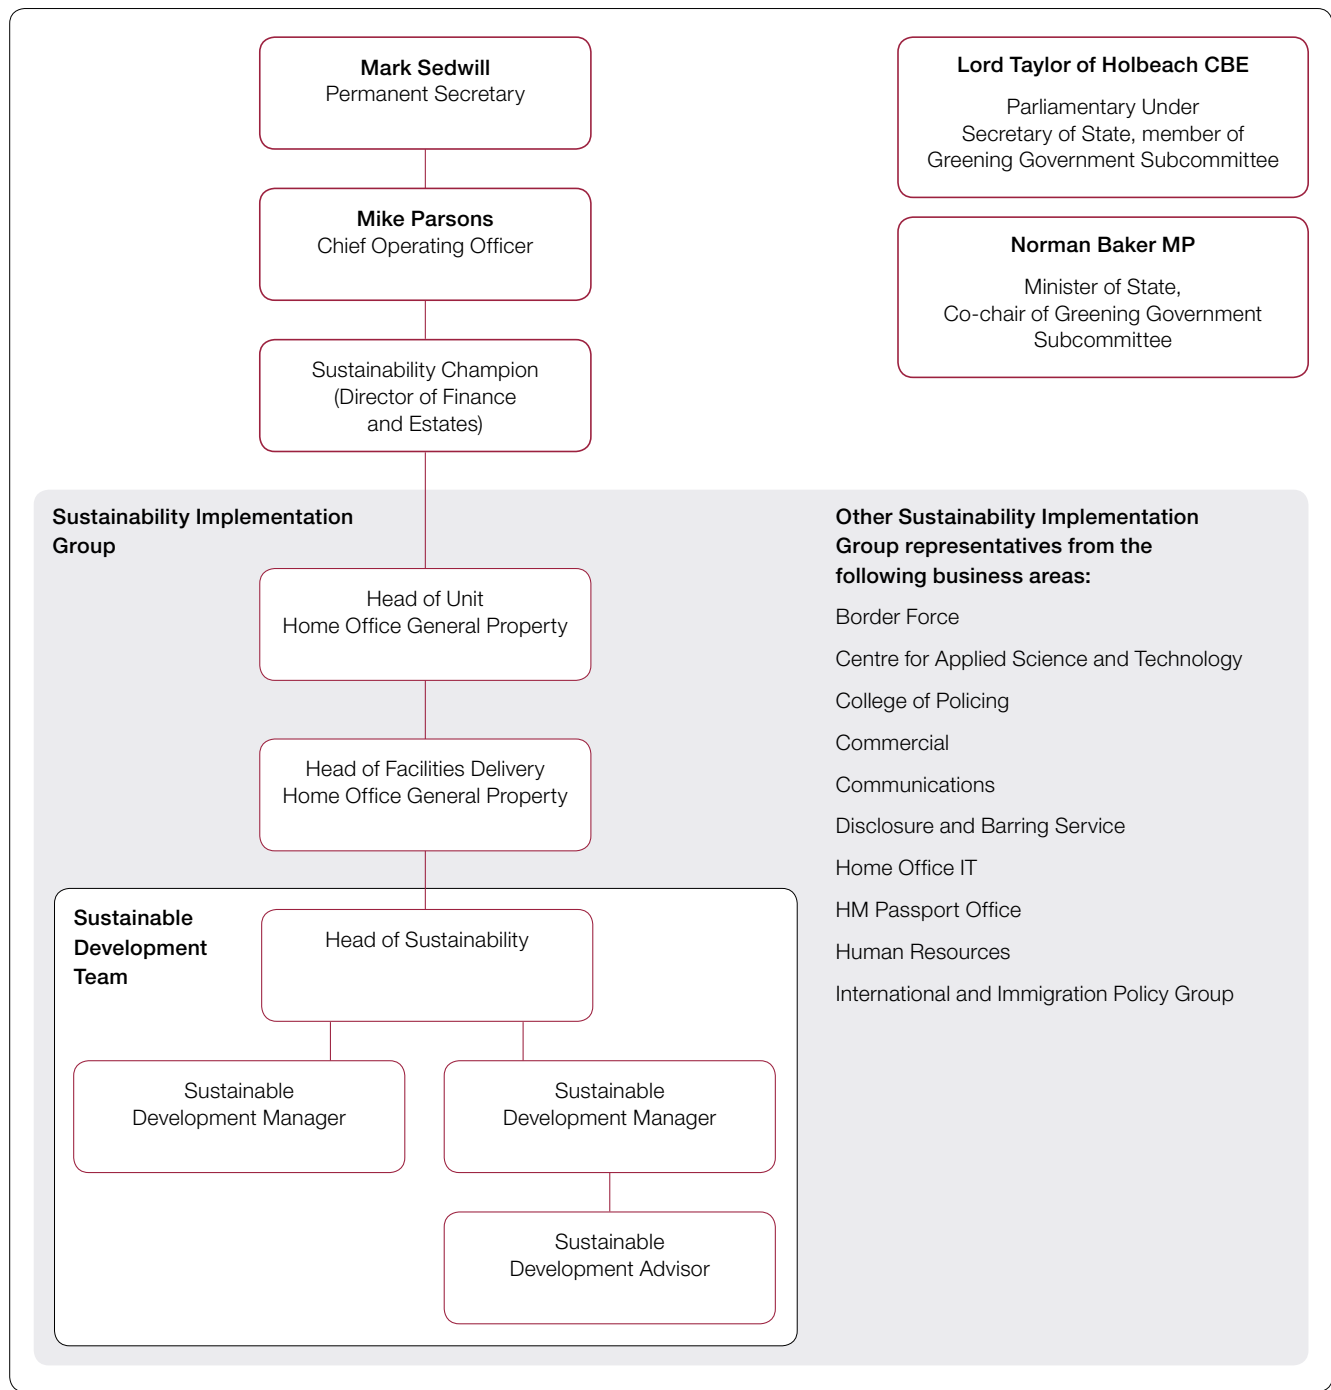 Mark Sedwill
Permanent Secretary
Lord Taylor of Holbeach CBE
Parliamentary Under
Secretary of State, member of
Greening Government Subcommittee
Mike Parsons
Chief Operating Officer
Norman Baker MP
Minister of State,
Co-chair of Greening Government
Subcommittee
Sustainability Champion
(Director of Finance
and Estates)
Sustainability Implementation
Group
Head of Unit
Home Office General Property
Head of Facilities Delivery
Home Office General Property
Sustainable
Development
Team
Head of Sustainability
Sustainable
Development Manager
Sustainable
Development Manager
Sustainable
Development Advisor
Other Sustainability Implementation
Group representatives from the
following business areas:
Border Force
Centre for Applied Science and Technology
College of Policing
Commercial
Communications
Disclosure and Barring Service
Home Office IT
HM Passport Office
Human Resources
International and Immigration Policy Group